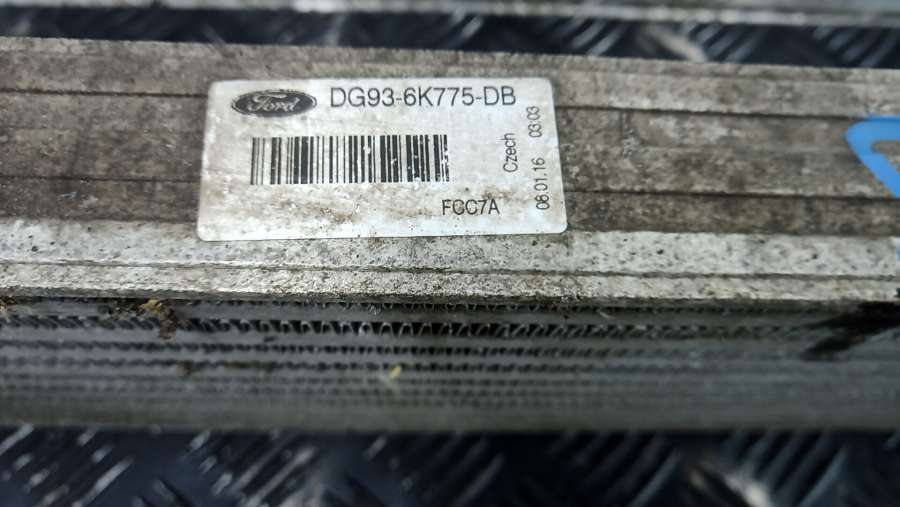 Ford DG93-6K775-DB
FCC7A
Czech
08.01.16 03:03